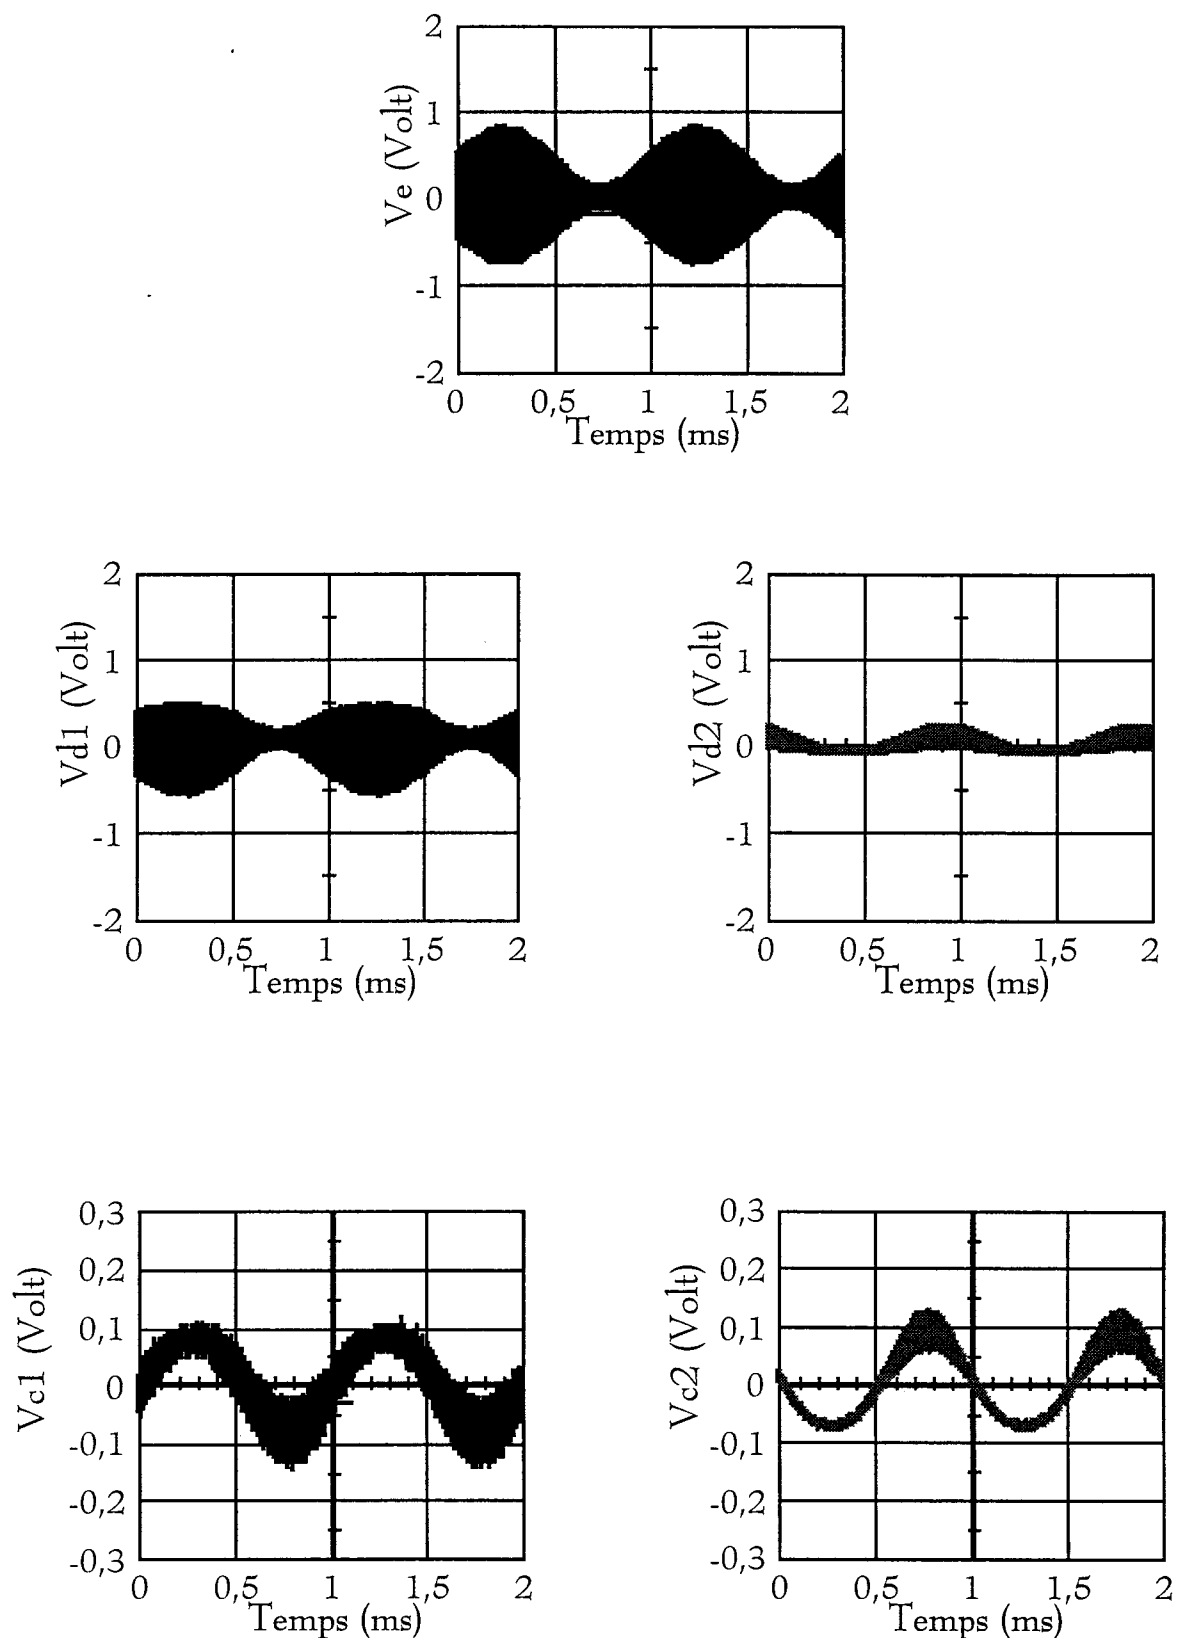 2
1
0
-1
-2
Ve (Volt)
0 0,5 1 1,5 2
Temps (ms)
2
1
0
-1
-2
Vd1 (Volt)
0 0,5 1 1,5 2
Temps (ms)
2
1
0
-1
-2
Vd2 (Volt)
0 0,5 1 1,5 2
Temps (ms)
0,3
0,2
0,1
0
-0,1
-0,2
-0,3
Vc1 (Volt)
0 0,5 1 1,5 2
Temps (ms)
0,3
0,2
0,1
0
-0,1
-0,2
-0,3
Vc2 (Volt)
0 0,5 1 1,5 2
Temps (ms)